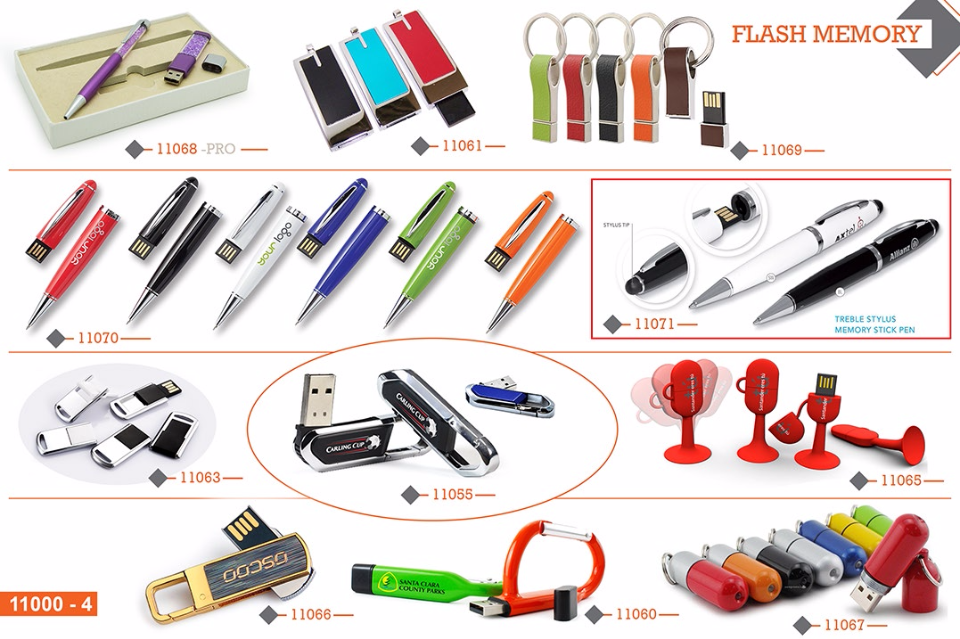 FLASH MEMORY
11068 -PRO
11061
11069
Your logo
Your logo
Your logo
11070
STYLUS TIP
AXtel
Allianz
11071
TREBLE STYLUS
MEMORY STICK PEN
11063
CARLING CUP
CARLING CUP
11055
11065
OSCOO
11066
SANTA CLARA
COUNTY PARKS
11060
11067
11000 - 4